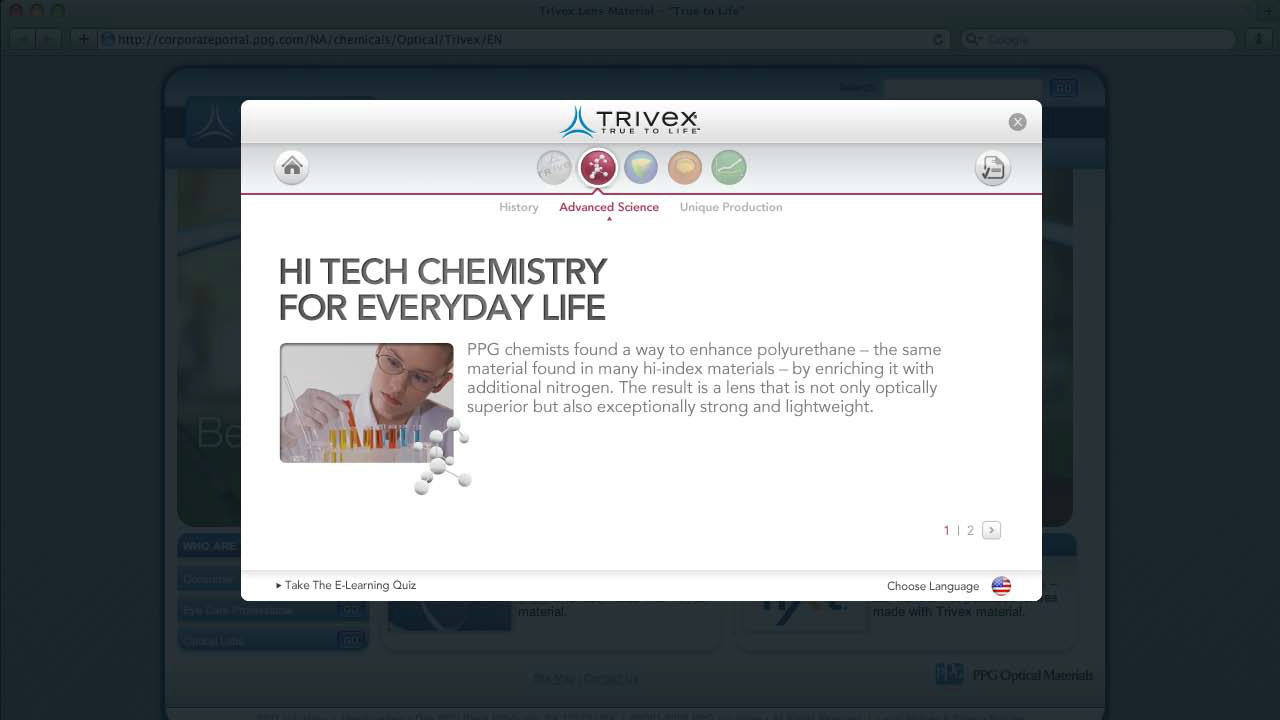 Trivex Lens Material - "True to Life"
http://corporateportal.ppg.com/NA/chemicals/Optical/Trivex/EN
Google
Search
GO
TRIVEX
TRUE TO LIFE
History
Advanced Science
Unique Production
HI TECH CHEMISTRY
FOR EVERYDAY LIFE
PPG chemists found a way to enhance polyurethane – the same
material found in many hi-index materials – by enriching it with
additional nitrogen. The result is a lens that is not only optically
superior but also exceptionally strong and lightweight.
1 | 2
Take The E-Learning Quiz
Choose Language
WHO ARE
Consumer
Eye Care Professional GO
Optical Labs GO
material.
made with Trivex material.
Site Map | Contact Us
PPG Optical Materials